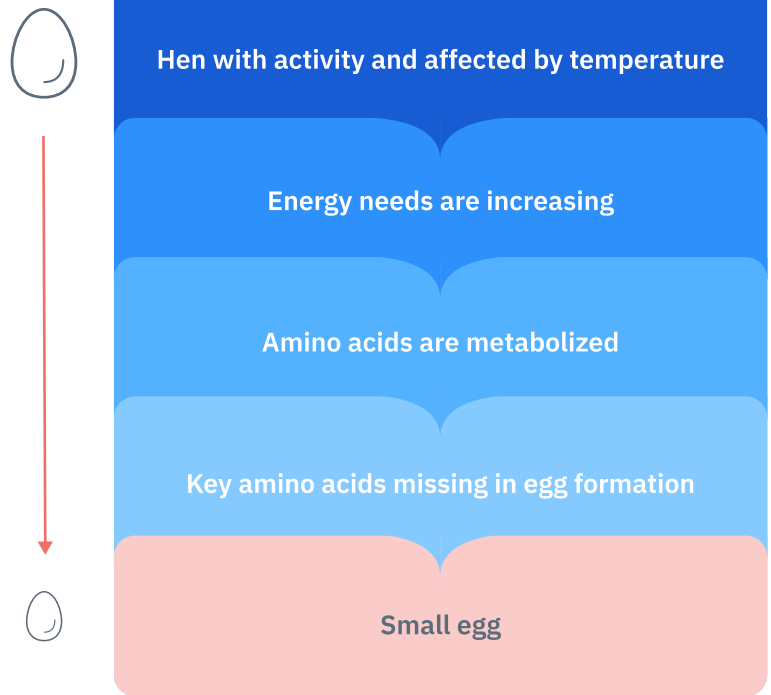 Hen with activity and affected by temperature
Energy needs are increasing
Amino acids are metabolized
Key amino acids missing in egg formation
Small egg